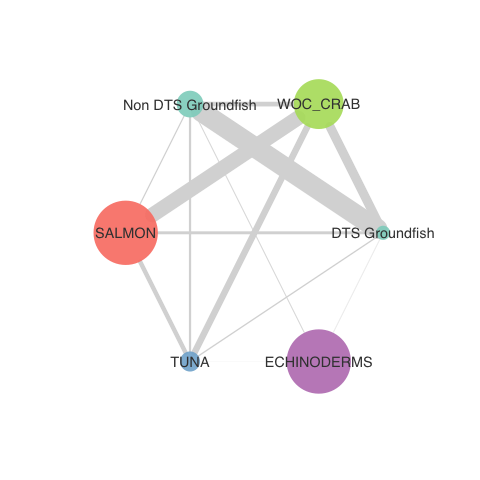 Non DTS Groundfish
WOC_CRAB
SALMON
DTS Groundfish
TUNA
ECHINODERMS